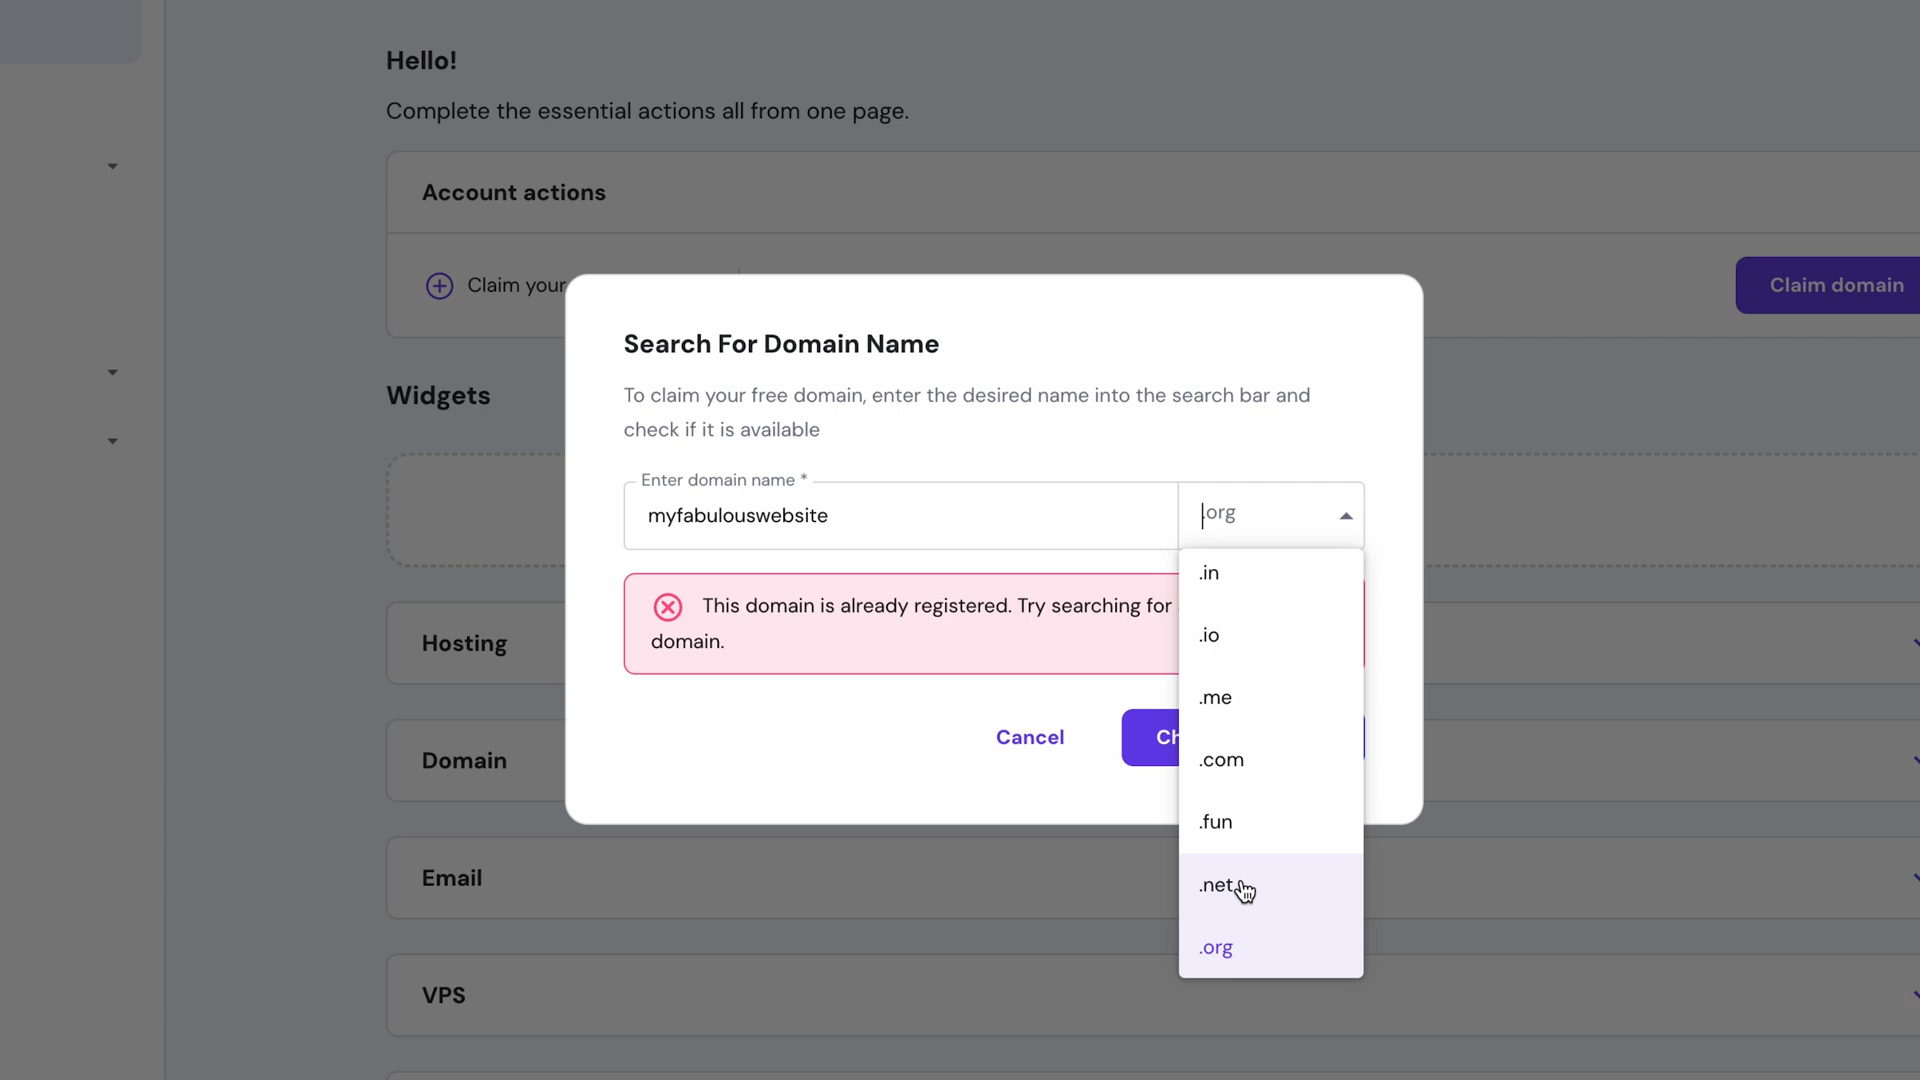 Hello!
Complete the essential actions all from one page.
Account actions
Claim your
Claim domain
Search For Domain Name
To claim your free domain, enter the desired name into the search bar and
check if it is available
Widgets
Enter domain name *
myfabulouswebsite
.org
This domain is already registered. Try searching for
domain.
.in
.io
.me
.com
.fun
.net
.org
Cancel
Ch
Hosting
Domain
Email
VPS